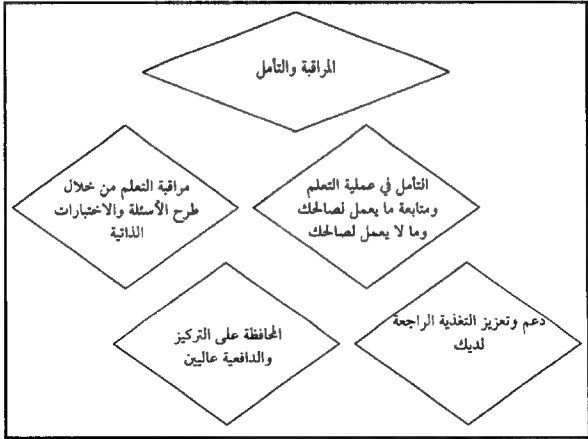 المراقبة والتأمل
التأمل في عملية التعلم
ومتابعة ما يعمل لصالحك
وما لا يعمل لصالحك
مراقبة التعلم من خلال
طرح الأسئلة والاختبارات
الذاتية
دعم وتعزيز التغذية الراجعة
لديك
المحافظة على التركيز
والدافعية عاليين